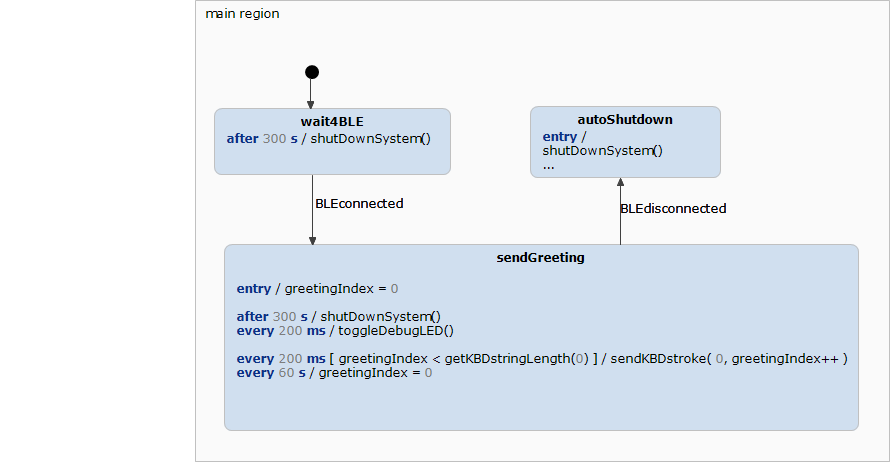 main region
wait4BLE
after 300 s / shutDownSystem()
autoShutdown
entry /
shutDownSystem()
...
BLEconnected
BLEdisconnected
sendGreeting
entry / greetingIndex = 0
after 300 s / shutDownSystem()
every 200 ms / toggleDebugLED()
every 200 ms [ greetingIndex < getKBDstringLength(0) ] / sendKBDstroke( 0, greetingIndex++ )
every 60 s / greetingIndex = 0